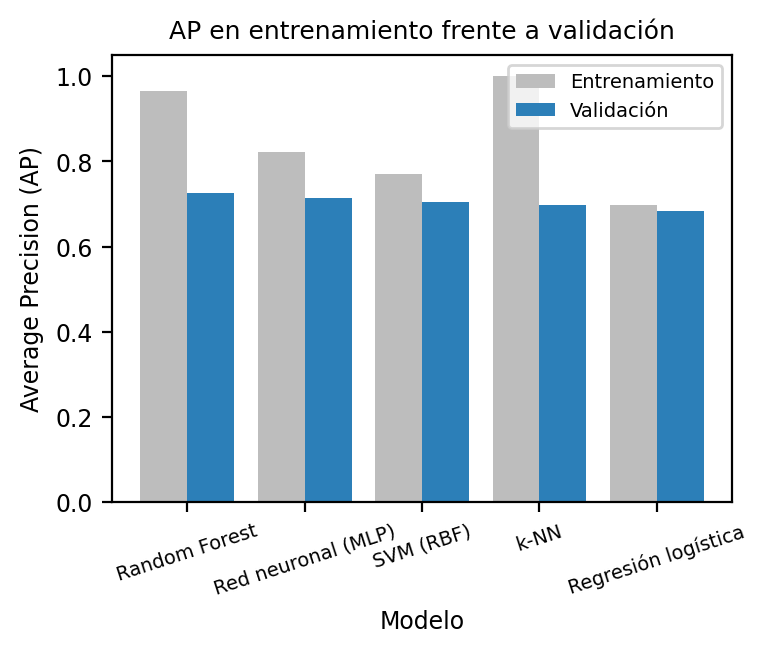 AP en entrenamiento frente a validación
Entrenamiento
Validación
Average Precision (AP)
1.0
0.8
0.6
0.4
0.2
0.0
Random Forest
Red neuronal (MLP)
SVM (RBF)
k-NN
Regresión logística
Modelo